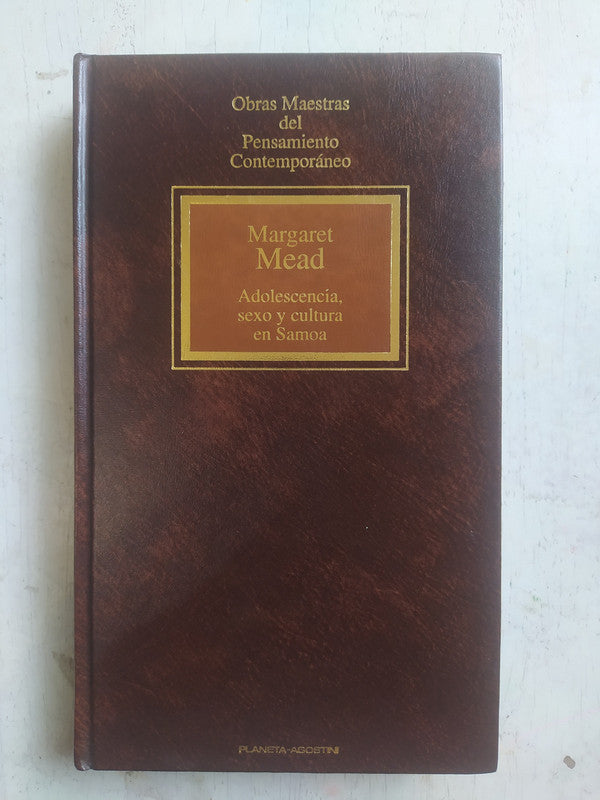 Obras Maestras
del
Pensamiento
Contemporáneo
Margaret
Mead
Adolescencia,
sexo y cultura
en Samoa
PLANETA-AGOSTINI